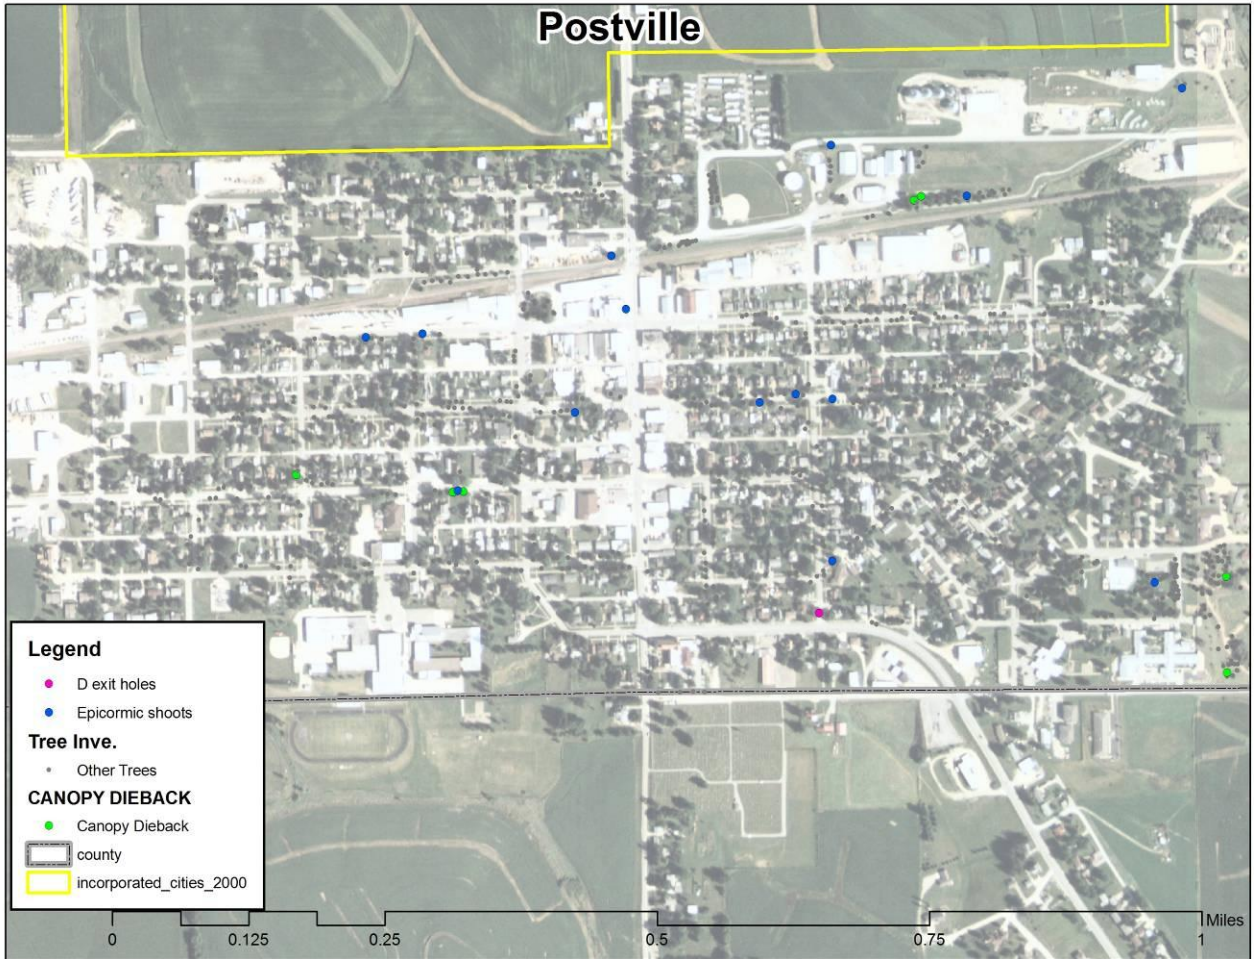 Postville
Legend
D exit holes
Epicormic shoots
Tree Inve.
Other Trees
CANOPY DIEBACK
Canopy Dieback
county
incorporated_cities_2000
Miles
0 0.125 0.25 0.5 0.75 1